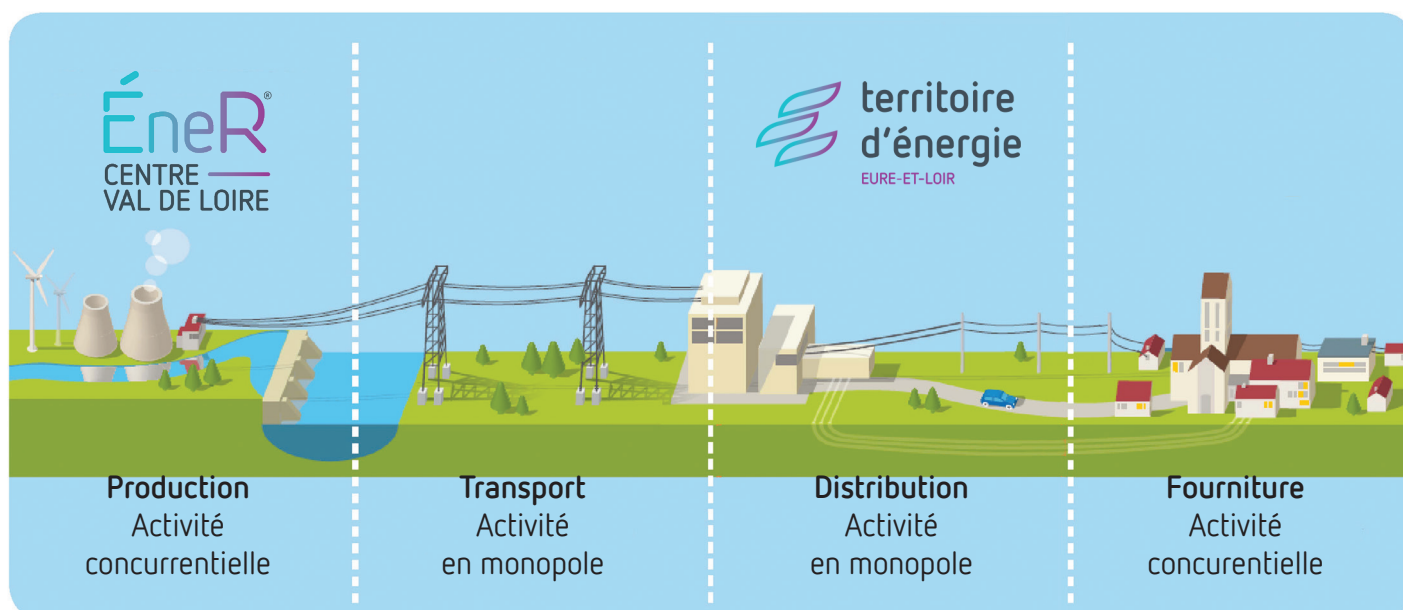 ÉneR®
CENTRE
VAL DE LOIRE
territoire
d'énergie
EURE-ET-LOIR
Production
Activité
concurrentielle
Transport
Activité
en monopole
Distribution
Activité
en monopole
Fourniture
Activité
concurentielle